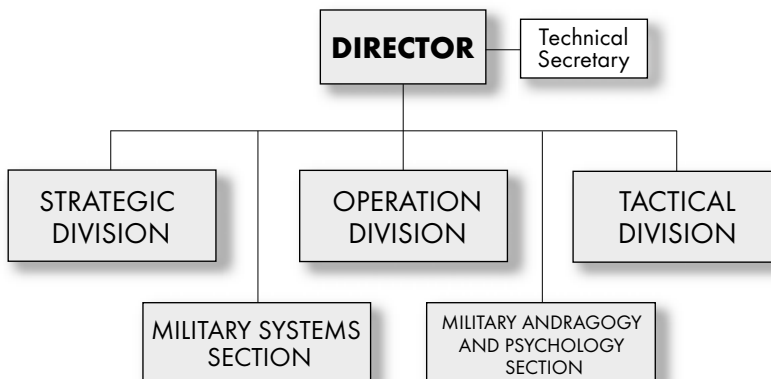 DIRECTOR
Technical
Secretary
STRATEGIC
DIVISION
OPERATION
DIVISION
TACTICAL
DIVISION
MILITARY SYSTEMS
SECTION
MILITARY ANDRAGOGY
AND PSYCHOLOGY
SECTION